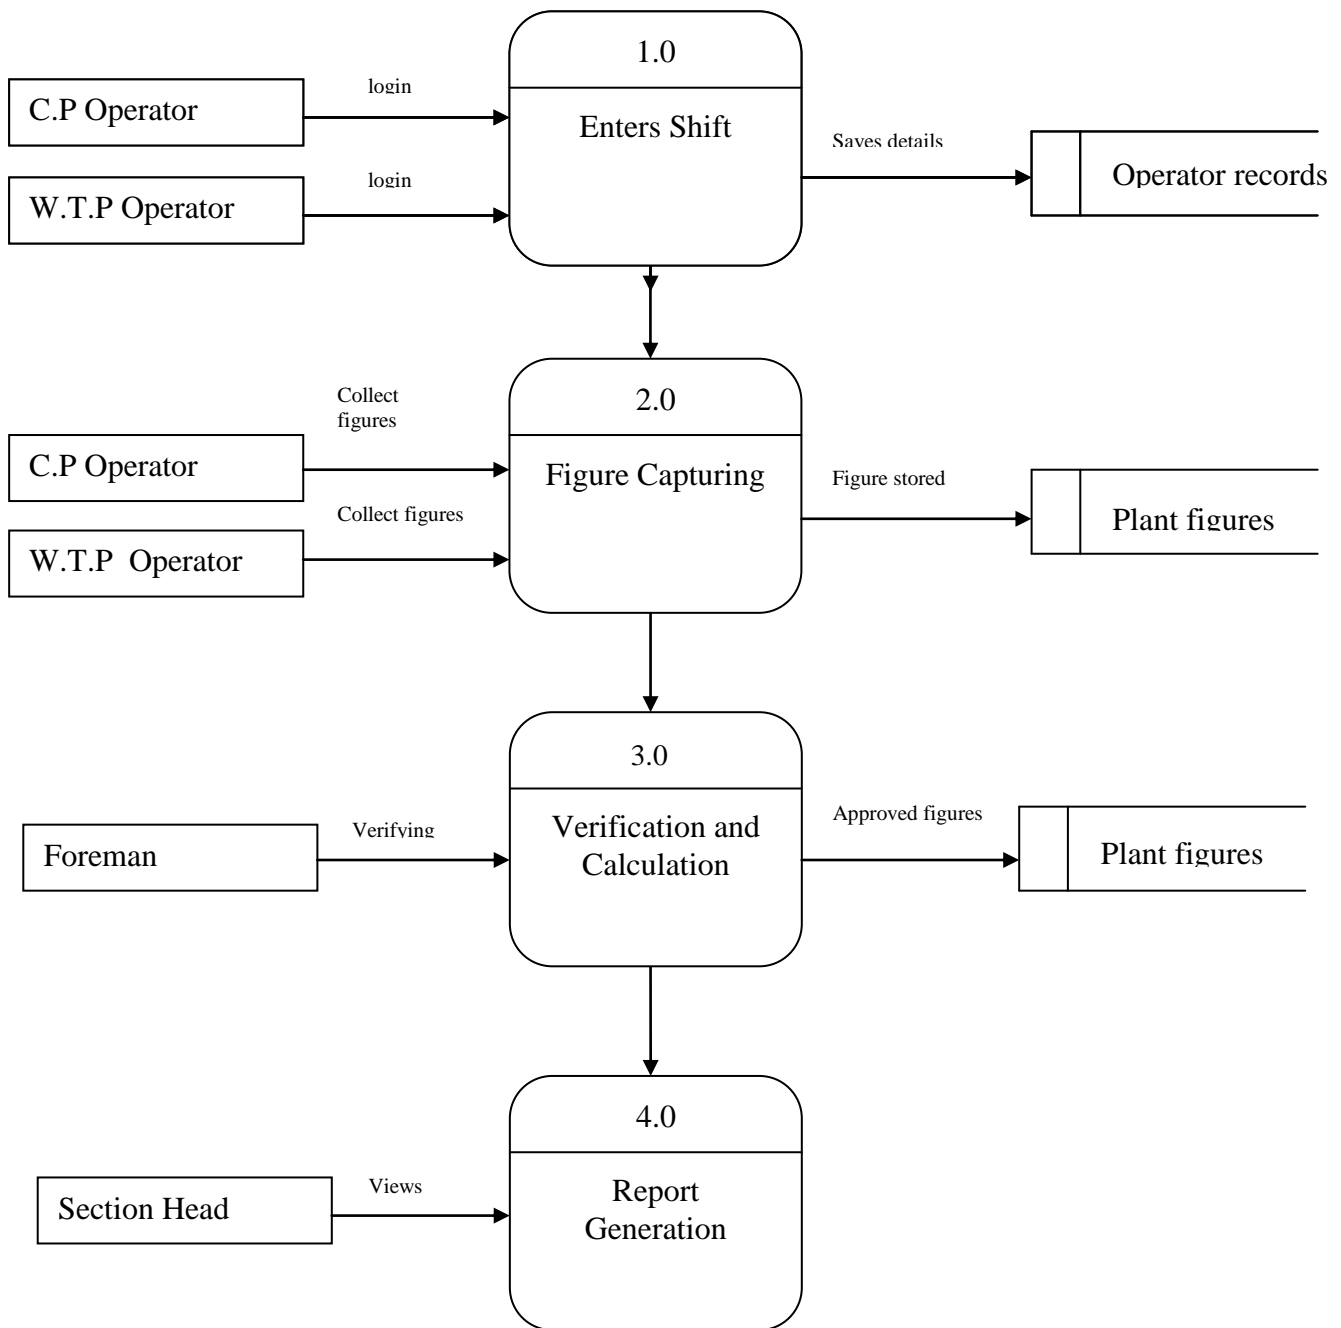 1.0
login
C.P Operator
Enters Shift
Saves details
login
Operator records
W.T.P Operator
Collect
figures
2.0
C.P Operator
Figure Capturing
Figure stored
Collect figures
Plant figures
W.T.P  Operator
3.0
Verifying
Verification and
Calculation
Approved figures
Foreman
Plant figures
4.0
Views
Report
Generation
Section Head